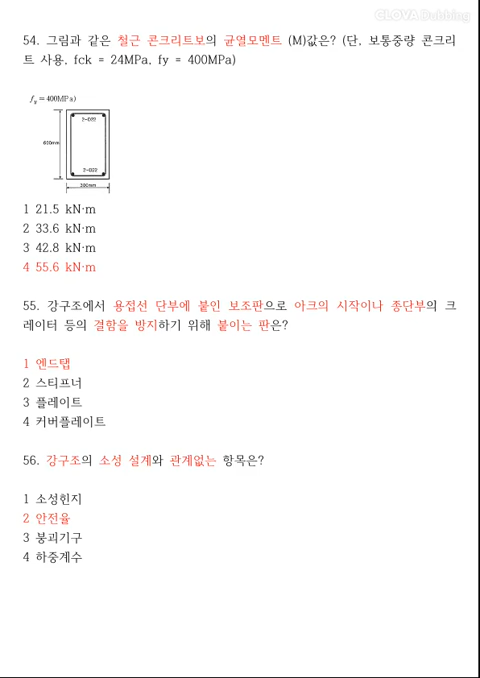 CLOVA Dubbing
54. 그림과 같은 철근 콘크리트보의 균열모멘트 (M)값은? (단, 보통중량 콘크리
트 사용, fck = 24MPa, fy = 400MPa)
fy = 400MPa)
600mm
300mm
1 21.5 kN·m
2 33.6 kN·m
3 42.8 kN·m
4 55.6 kN·m
55. 강구조에서 용접선 단부에 붙인 보조판으로 아크의 시작이나 종단부의 크
레이터 등의 결함을 방지하기 위해 붙이는 판은?
1 엔드탭
2 스티프너
3 플레이트
4 커버플레이트
56. 강구조의 소성 설계와 관계없는 항목은?
1 소성힌지
2 안전율
3 붕괴기구
4 하중계수